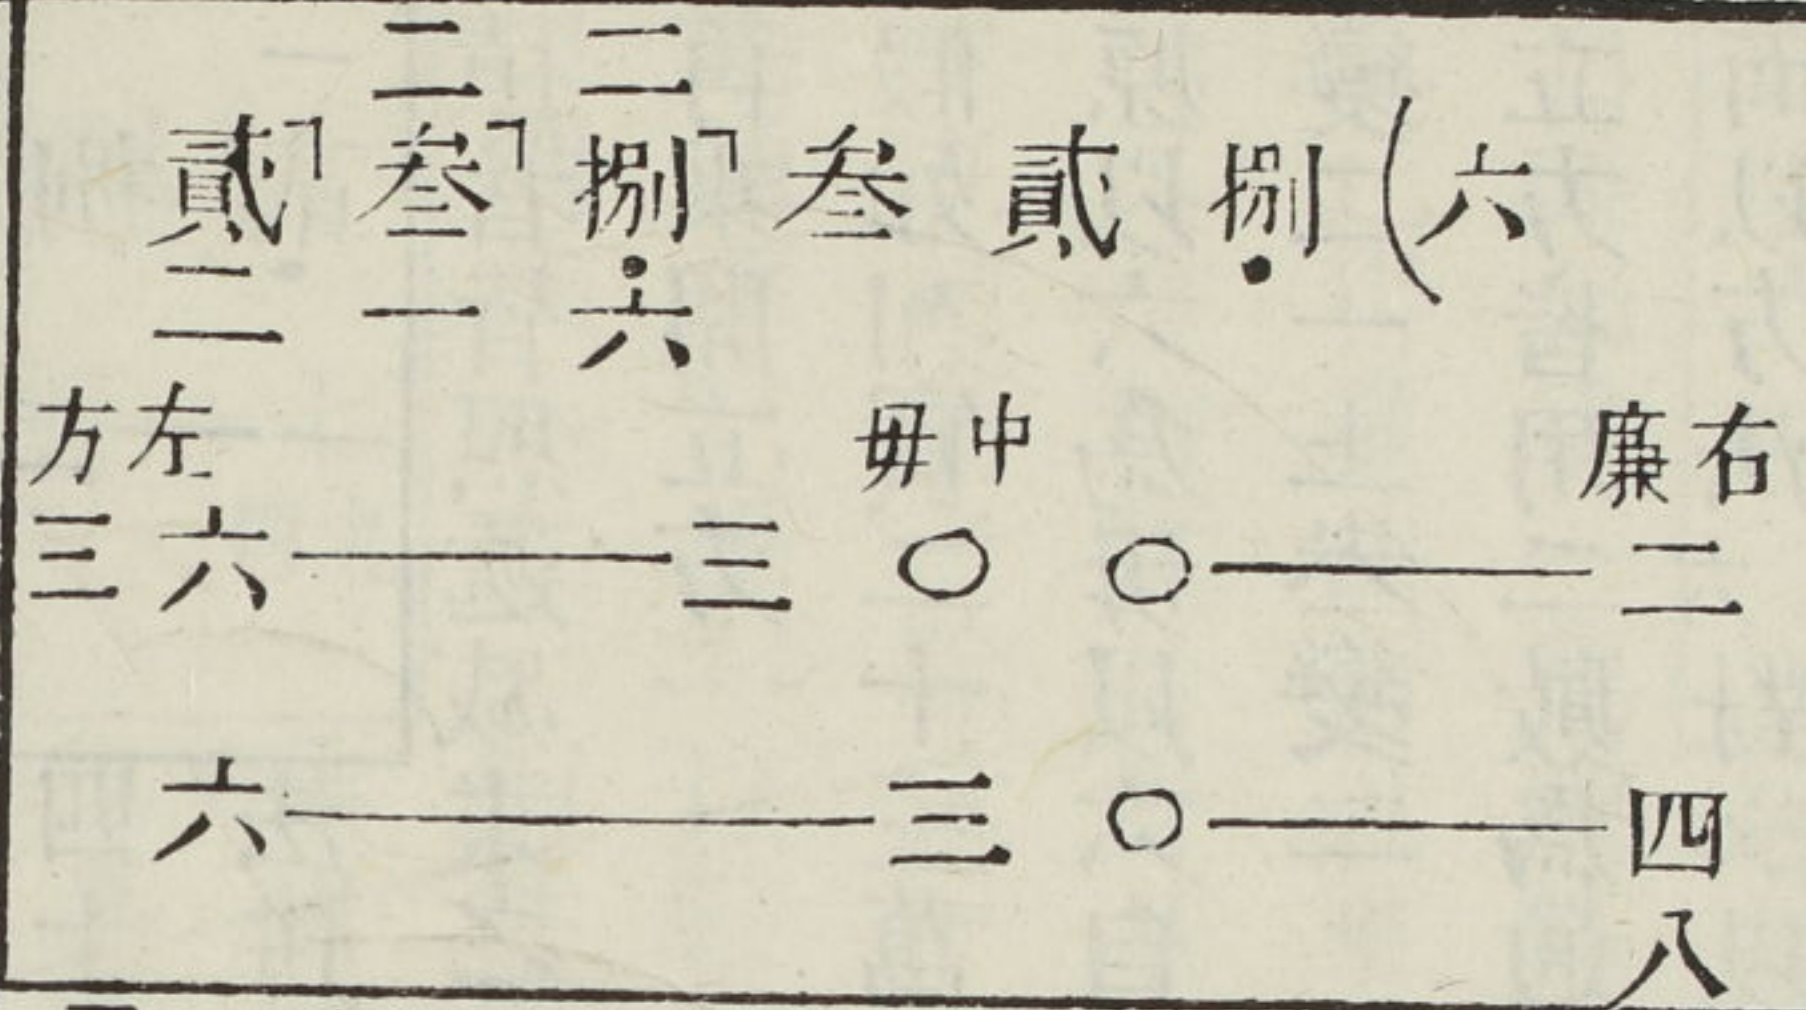 二 二
貳 叁 捌 叁 貳 捌 ( 六
二 一 六
左方 中毋 右廉
三 六——三 〇 〇——二
六——三 〇——四
八